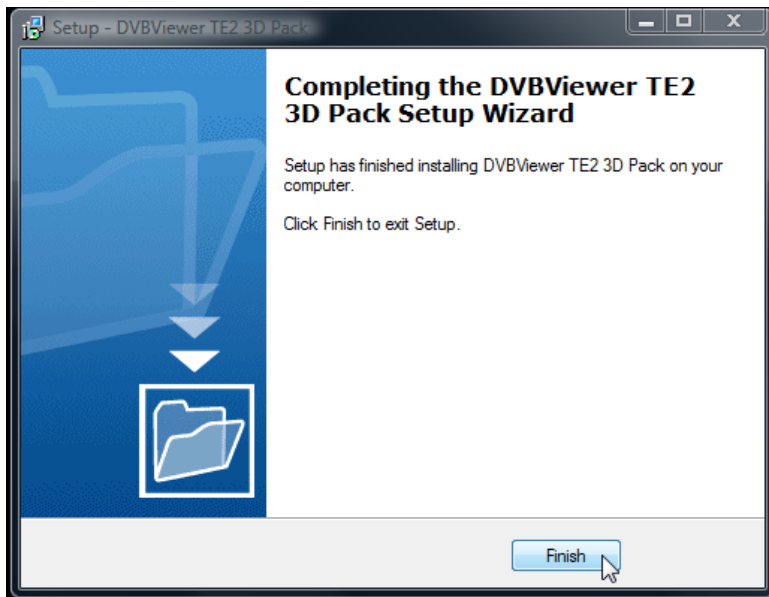 Setup - DVBViewer TE2 3D Pack
Completing the DVBViewer TE2
3D Pack Setup Wizard
Setup has finished installing DVBViewer TE2 3D Pack on your
computer.
Click Finish to exit Setup.
Finish